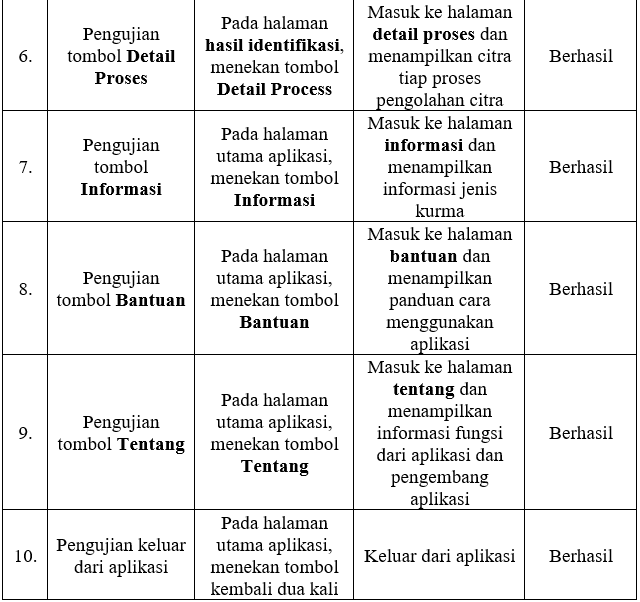 6.
Pengujian
tombol Detail
Proses
Pada halaman
hasil identifikasi,
menekan tombol
Detail Process
Masuk ke halaman
detail proses dan
menampilkan citra
tiap proses
pengolahan citra
Berhasil
7.
Pengujian
tombol
Informasi
Pada halaman
utama aplikasi,
menekan tombol
Informasi
Masuk ke halaman
informasi dan
menampilkan
informasi jenis
kurma
Berhasil
8.
Pengujian
tombol Bantuan
Pada halaman
utama aplikasi,
menekan tombol
Bantuan
Masuk ke halaman
bantuan dan
menampilkan
panduan cara
menggunakan
aplikasi
Berhasil
9.
Pengujian
tombol Tentang
Pada halaman
utama aplikasi,
menekan tombol
Tentang
Masuk ke halaman
tentang dan
menampilkan
informasi fungsi
dari aplikasi dan
pengembang
aplikasi
Berhasil
10.
Pengujian keluar
dari aplikasi
Pada halaman
utama aplikasi,
menekan tombol
kembali dua kali
Keluar dari aplikasi
Berhasil